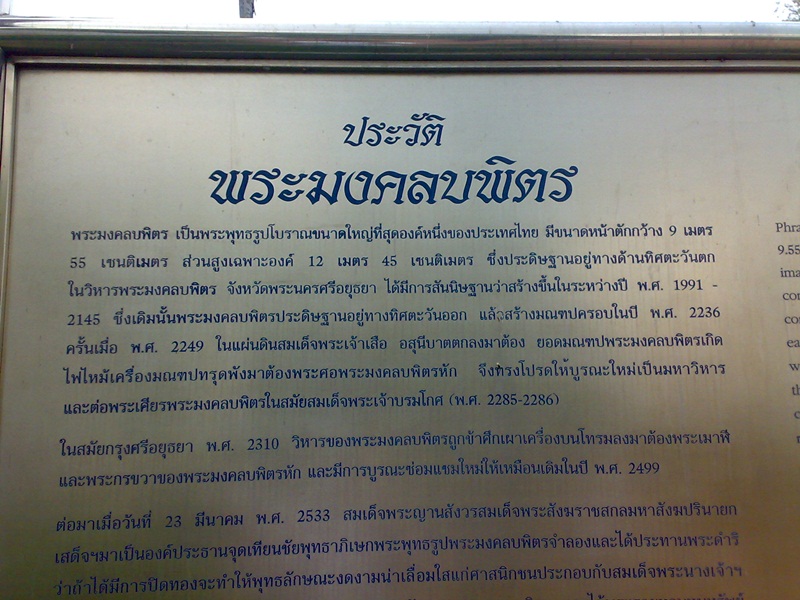 ประวัติ
พระมงคลบพิตร
พระมงคลบพิตร เป็นพระพุทธรูปโบราณขนาดใหญ่ที่สุดองค์หนึ่งของประเทศไทย มีขนาดหน้าตักกว้าง 9 เมตร
55 เซนติเมตร ส่วนสูงเฉพาะองค์ 12 เมตร 45 เซนติเมตร ซึ่งประดิษฐานอยู่ทางด้านทิศตะวันตก
ในวิหารพระมงคลบพิตร จังหวัดพระนครศรีอยุธยา ได้มีการสันนิษฐานว่าสร้างขึ้นในระหว่างปี พ.ศ. 1991 -
2145 ซึ่งเดิมนั้นพระมงคลบพิตรประดิษฐานอยู่ทางทิศตะวันออก แล้วสร้างมณฑปครอบในปี พ.ศ. 2236
ครั้นเมื่อ พ.ศ. 2249 ในแผ่นดินสมเด็จพระเจ้าเสือ อสุนีบาตตกลงมาต้อง ยอดมณฑปพระมงคลบพิตรเกิด
ไฟไหม้เครื่องมณฑปทรุดพังมาต้องพระศอพระมงคลบพิตรหัก จึงทรงโปรดให้บูรณะใหม่เป็นมหาวิหาร
และต่อพระเศียรพระมงคลบพิตรในสมัยสมเด็จพระเจ้าบรมโกศ (พ.ศ. 2285-2286)
ในสมัยกรุงศรีอยุธยา พ.ศ. 2310 วิหารของพระมงคลบพิตรถูกข้าศึกเผาเครื่องบนโทรมลงมาต้องพระเมาฬี
และพระกรขวาของพระมงคลบพิตรหัก และมีการบูรณะซ่อมแซมใหม่ให้เหมือนเดิมในปี พ.ศ. 2499
ต่อมาเมื่อวันที่ 23 มีนาคม พ.ศ. 2533 สมเด็จพระญาณสังวรสมเด็จพระสังฆราชสกลมหาสังฆปรินายก
เสด็จฯมาเป็นองค์ประธานจุดเทียนชัยพุทธาภิเษกพระพุทธรูปพระมงคลบพิตรจำลองและได้ประทานพระดำริ
ว่าถ้าได้มีการปิดทองจะทำให้พุทธลักษณะงดงามน่าเลื่อมใสแก่ศาสนิกชนประกอบกับสมเด็จพระนางเจ้าฯ
Phra
9.55
ima